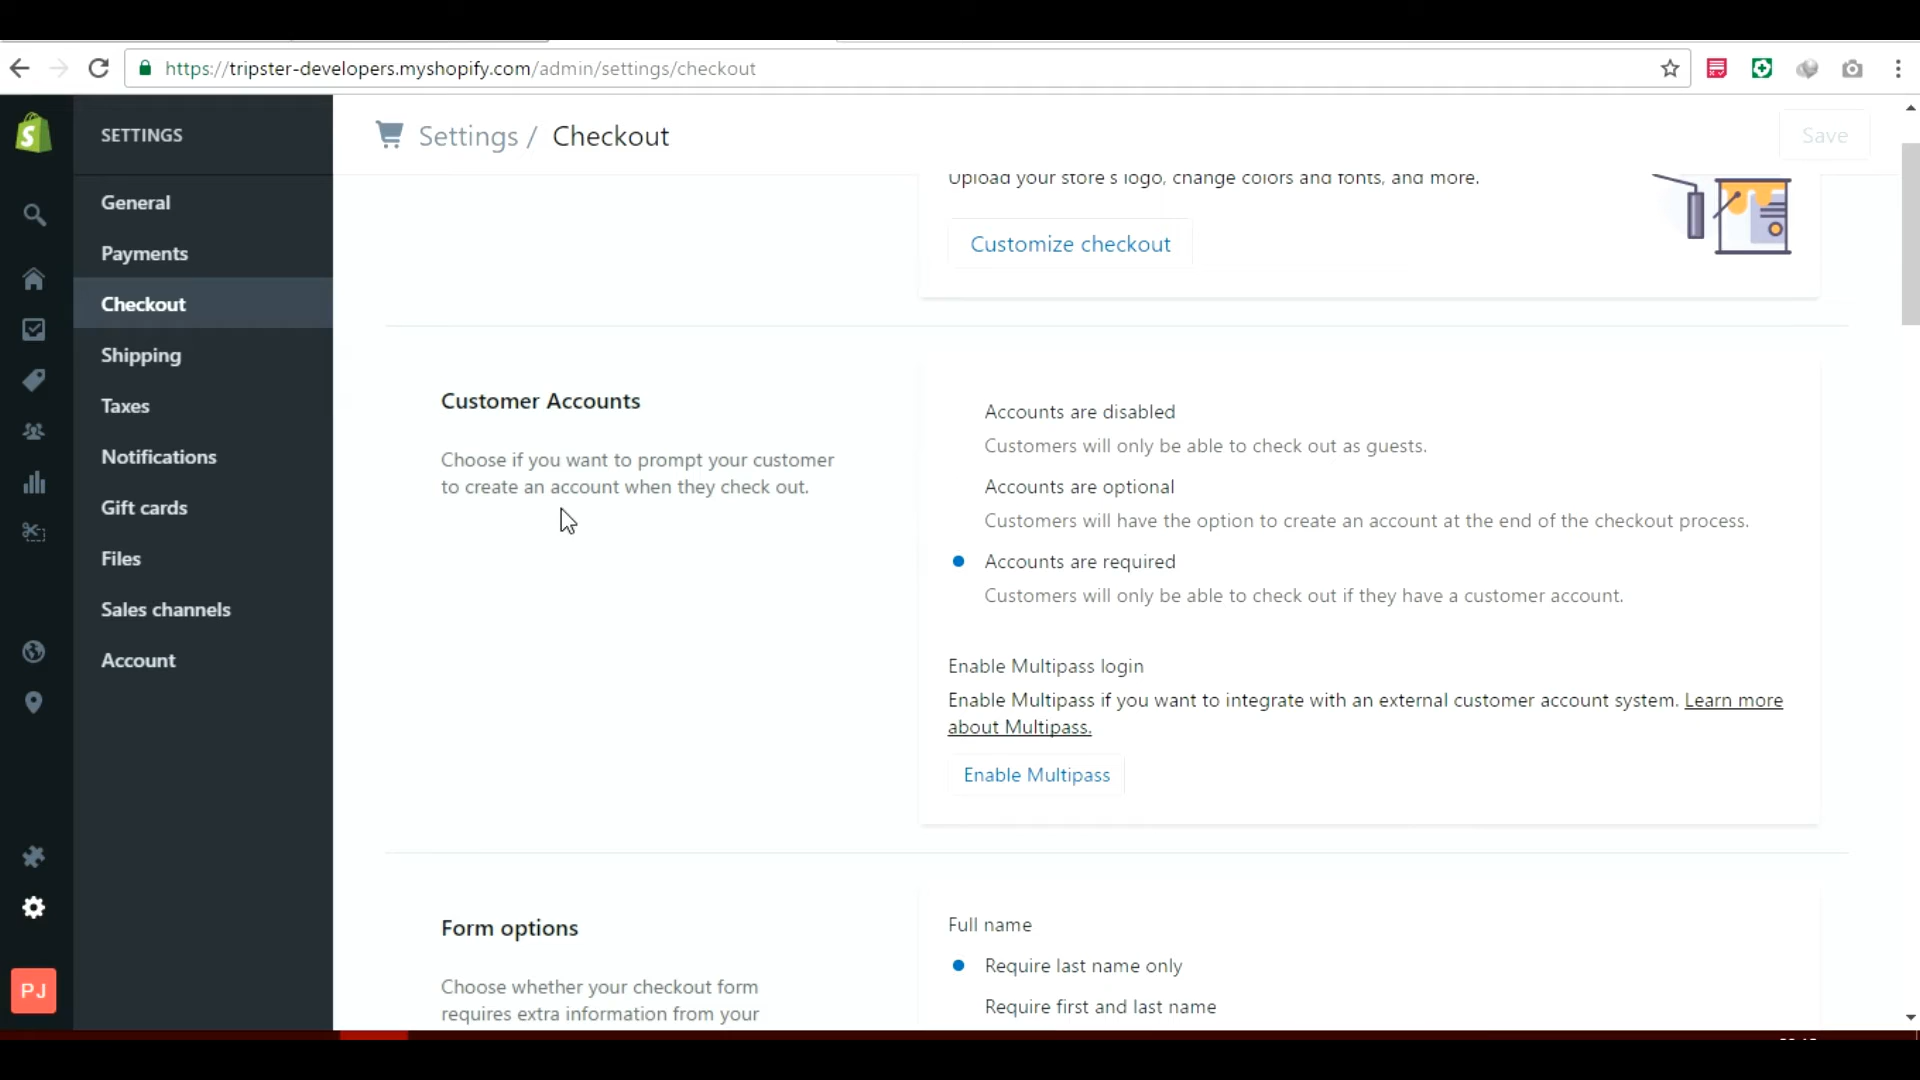 https://tripster-developers.myshopify.com/admin/settings/checkout
SETTINGS
General
Payments
Checkout
Shipping
Taxes
Notifications
Gift cards
Files
Sales channels
Account
PJ
Settings / Checkout
Save
Upload your store's logo, change colors and fonts, and more.
Customize checkout
Customer Accounts
Choose if you want to prompt your customer
to create an account when they check out.
Accounts are disabled
Customers will only be able to check out as guests.
Accounts are optional
Customers will have the option to create an account at the end of the checkout process.
Accounts are required
Customers will only be able to check out if they have a customer account.
Enable Multipass login
Enable Multipass if you want to integrate with an external customer account system. Learn more
about Multipass.
Enable Multipass
Form options
Choose whether your checkout form
requires extra information from your
Full name
Require last name only
Require first and last name